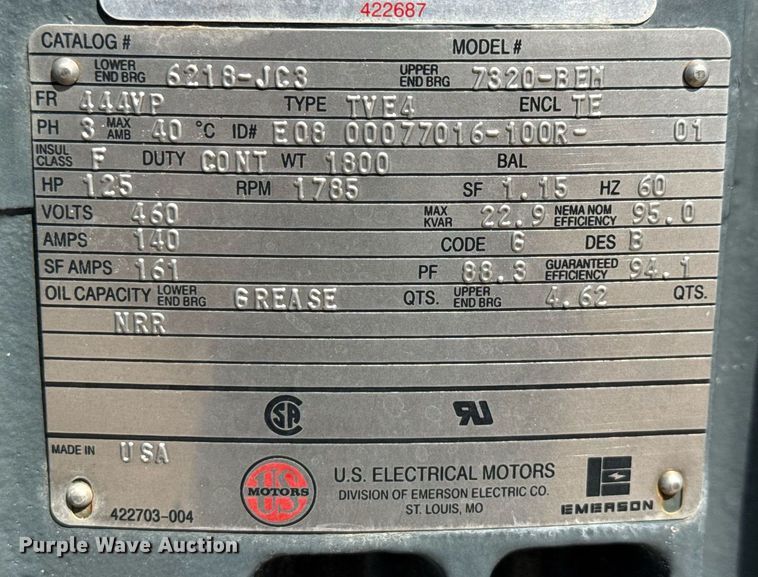 422687
CATALOG # MODEL #
LOWER END BRG 6218-JC3 UPPER END BRG 7320-BEM
FR 444VP TYPE TVE4 ENCL TE
PH 3 MAX AMB 40 °C ID# E08 00077016-100R- 01
INSUL CLASS F DUTY CONT WT 1800 BAL
HP 125 RPM 1785 SF 1.15 HZ 60
VOLTS 460 MAX KVAR 22.9 NEMA NOM EFFICIENCY 95.0
AMPS 140 CODE G DES B
SF AMPS 161 PF 88.3 GUARANTEED EFFICIENCY 94.1
OIL CAPACITY LOWER END BRG GREASE QTS. UPPER END BRG 4.62 QTS.
NRR
SA
UR
MADE IN USA
US MOTORS
U.S. ELECTRICAL MOTORS
DIVISION OF EMERSON ELECTRIC CO.
ST. LOUIS, MO
EMERSON
422703-004
Purple Wave Auction